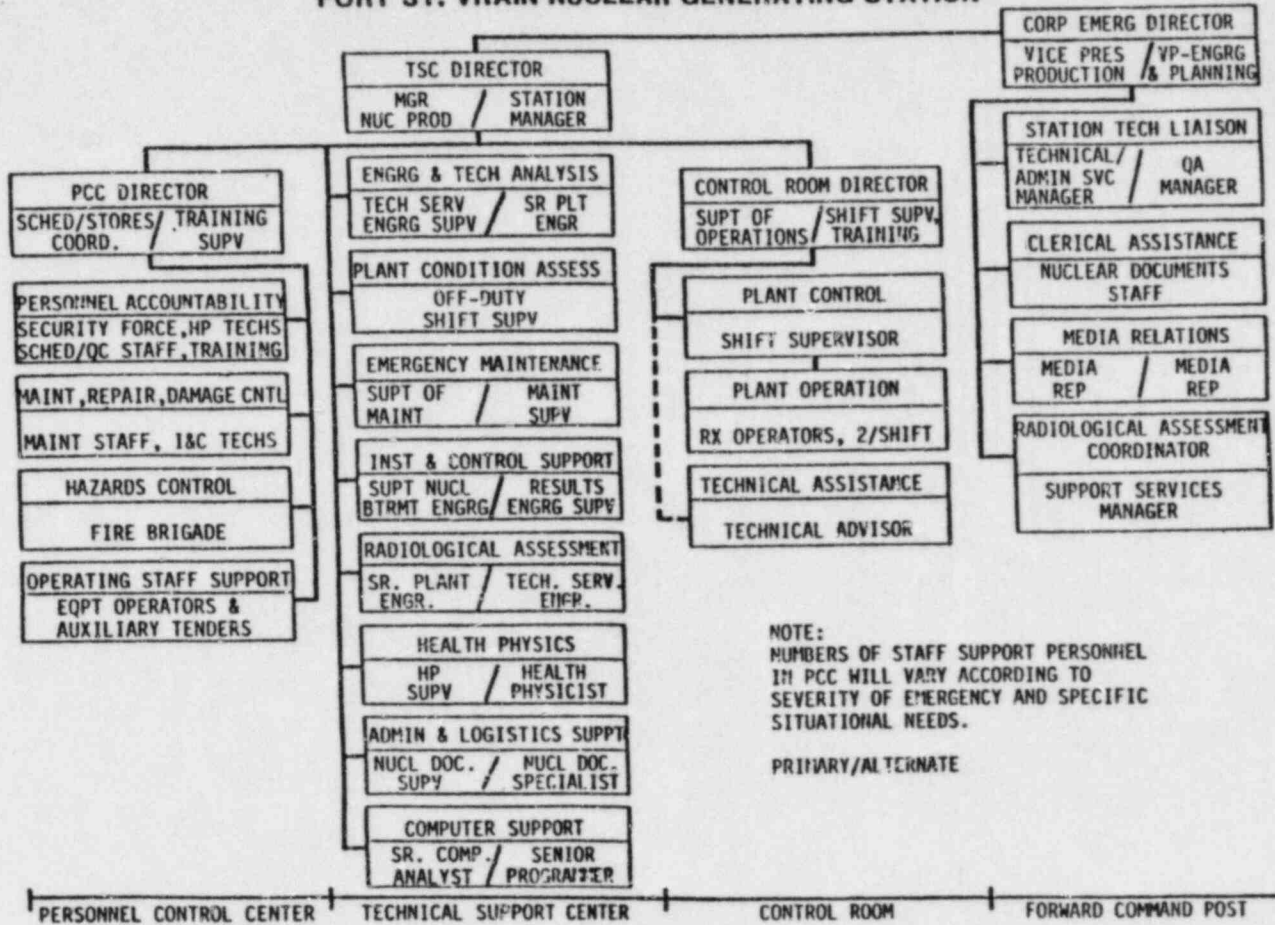 FORT ST. VRAIN NUCLEAR GENERATING STATION
CORP EMERG DIRECTOR
VICE PRES / VP-ENGRG
PRODUCTION & PLANNING
TSC DIRECTOR
MGR / STATION
NUC PROD MANAGER
PCC DIRECTOR
SCHED/STORES / TRAINING
COORD. SUPV
PERSONNEL ACCOUNTABILITY
SECURITY FORCE, HP TECHS
SCHED/QC STAFF, TRAINING
MAINT, REPAIR, DAMAGE CNTL
MAINT STAFF, I&C TECHS
HAZARDS CONTROL
FIRE BRIGADE
OPERATING STAFF SUPPORT
EQPT OPERATORS &
AUXILIARY TENDERS
ENGRG & TECH ANALYSIS
TECH SERV / SR PLT
ENGRG SUPV ENGR
PLANT CONDITION ASSESS
OFF-DUTY
SHIFT SUPV
EMERGENCY MAINTENANCE
SUPT OF / MAINT
MAINT SUPV
INST & CONTROL SUPPORT
SUPT NUCL / RESULTS
BTRMT ENGRG ENGRG SUPV
RADIOLOGICAL ASSESSMENT
SR. PLANT / TECH. SERV.
ENGR. ENGR.
HEALTH PHYSICS
HP / HEALTH
SUPV PHYSICIST
ADMIN & LOGISTICS SUPPT
NUCL DOC. / NUCL DOC.
SUPV SPECIALIST
COMPUTER SUPPORT
SR. COMP. / SENIOR
ANALYST PROGRAMMER
CONTROL ROOM DIRECTOR
SUPT OF / SHIFT SUPV.
OPERATIONS TRAINING
PLANT CONTROL
SHIFT SUPERVISOR
PLANT OPERATION
RX OPERATORS, 2/SHIFT
TECHNICAL ASSISTANCE
TECHNICAL ADVISOR
STATION TECH LIAISON
TECHNICAL/ / QA
ADMIN SVC MANAGER
MANAGER
CLERICAL ASSISTANCE
NUCLEAR DOCUMENTS
STAFF
MEDIA RELATIONS
MEDIA / MEDIA
REP REP
RADIOLOGICAL ASSESSMENT
COORDINATOR
SUPPORT SERVICES
MANAGER
NOTE:
NUMBERS OF STAFF SUPPORT PERSONNEL
IN PCC WILL VARY ACCORDING TO
SEVERITY OF EMERGENCY AND SPECIFIC
SITUATIONAL NEEDS.
PRIMARY/ALTERNATE
PERSONNEL CONTROL CENTER
TECHNICAL SUPPORT CENTER
CONTROL ROOM
FORWARD COMMAND POST